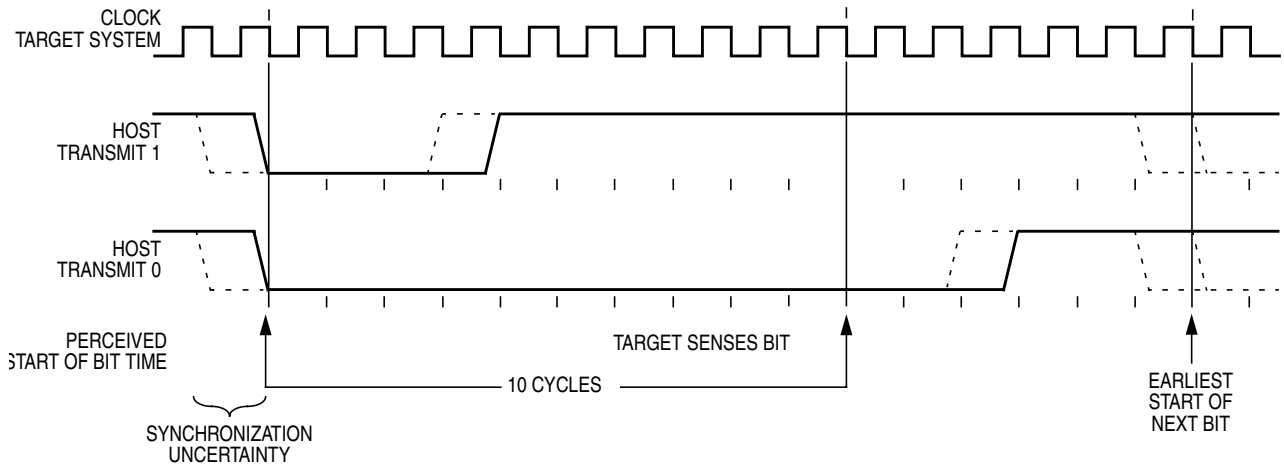 CLOCK
TARGET SYSTEM
HOST
TRANSMIT 1
HOST
TRANSMIT 0
PERCEIVED
START OF BIT TIME
TARGET SENSES BIT
10 CYCLES
EARLIEST
START OF
NEXT BIT
SYNCHRONIZATION
UNCERTAINTY